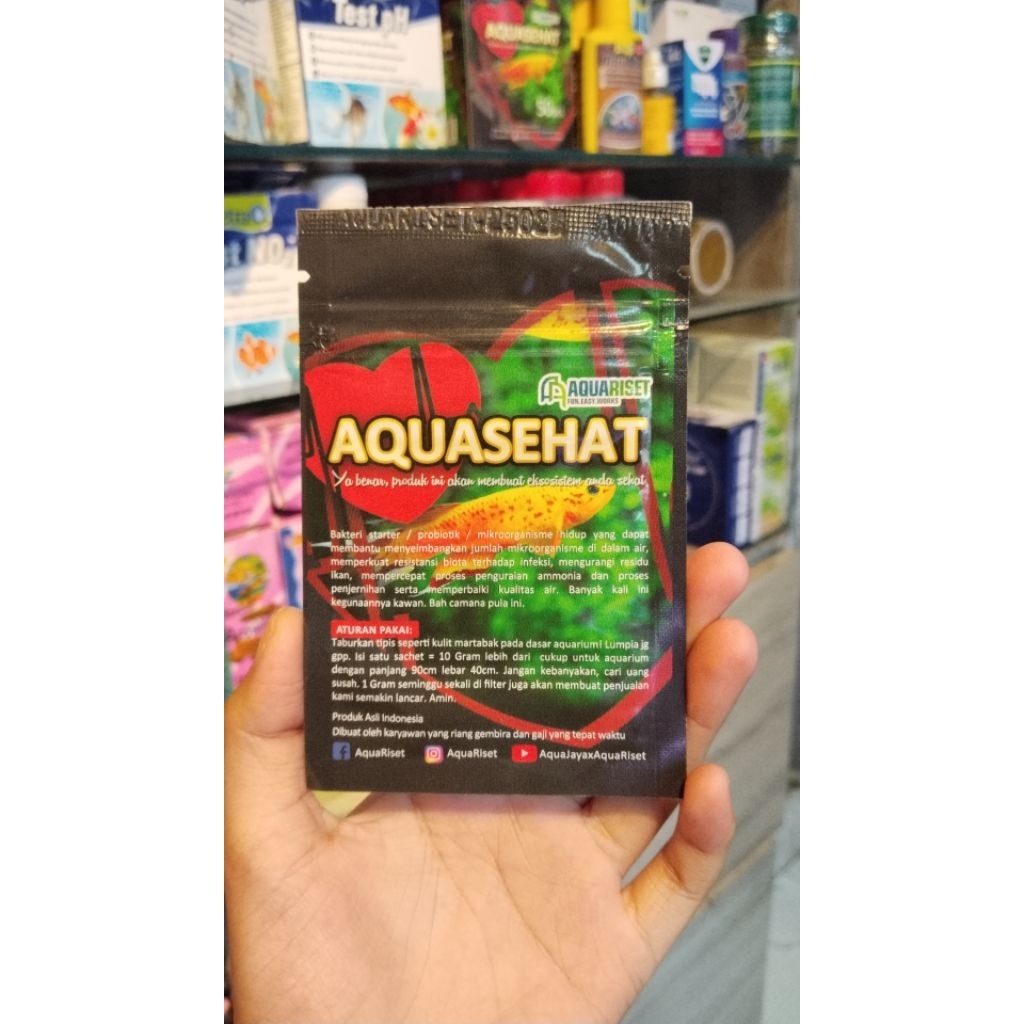 Test pH
AQUASEHAT
AQUARISET-2502
AQUARISET
FUN.EASY.WORKS
AQUASEHAT
Ya benar, produk ini akan membuat eksosistem anda sehat
Bakteri starter / probiotik / mikroorganisme hidup yang dapat
membantu menyeimbangkan jumlah mikroorganisme di dalam air,
memperkuat resistansi biota terhadap infeksi, mengurangi residu
ikan, mempercepat proses penguraian ammonia dan proses
penjernihan serta memperbaiki kualitas air. Banyak kali ini
kegunaannya kawan. Bah camana pula ini.
ATURAN PAKAI:
Taburkan tipis seperti kulit martabak pada dasar aquarium! Lumpia jg
gpp. Isi satu sachet = 10 Gram lebih dari cukup untuk aquarium
dengan panjang 90cm lebar 40cm. Jangan kebanyakan, cari uang
susah. 1 Gram seminggu sekali di filter juga akan membuat penjualan
kami semakin lancar. Amin.
Produk Asli Indonesia
Dibuat oleh karyawan yang riang gembira dan gaji yang tepat waktu
AquaRiset AquaRiset AquaJayaxAquaRiset